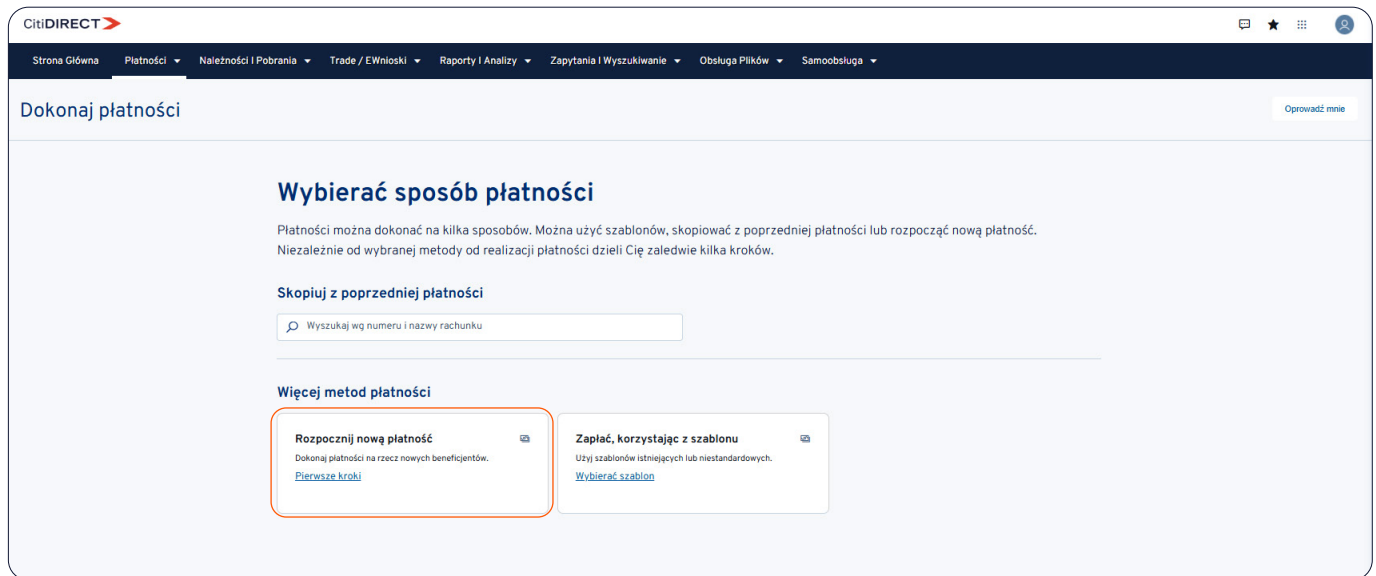 CitiDIRECT
Strona Główna Płatności Należności I Pobrania Trade / EWnioski Raporty I Analizy Zapytania I Wyszukiwanie Obsługa Plików Samoobsługa
Dokonaj płatności
Oprowadź mnie
Wybierać sposób płatności
Płatności można dokonać na kilka sposobów. Można użyć szablonów, skopiować z poprzedniej płatności lub rozpocząć nową płatność.
Niezależnie od wybranej metody od realizacji płatności dzieli Cię zaledwie kilka kroków.
Skopiuj z poprzedniej płatności
Wyszukaj wg numeru i nazwy rachunku
Więcej metod płatności
Rozpocznij nową płatność
Dokonaj płatności na rzecz nowych beneficjentów.
Pierwsze kroki
Zapłać, korzystając z szablonu
Użyj szablonów istniejących lub niestandardowych.
Wybierać szablon